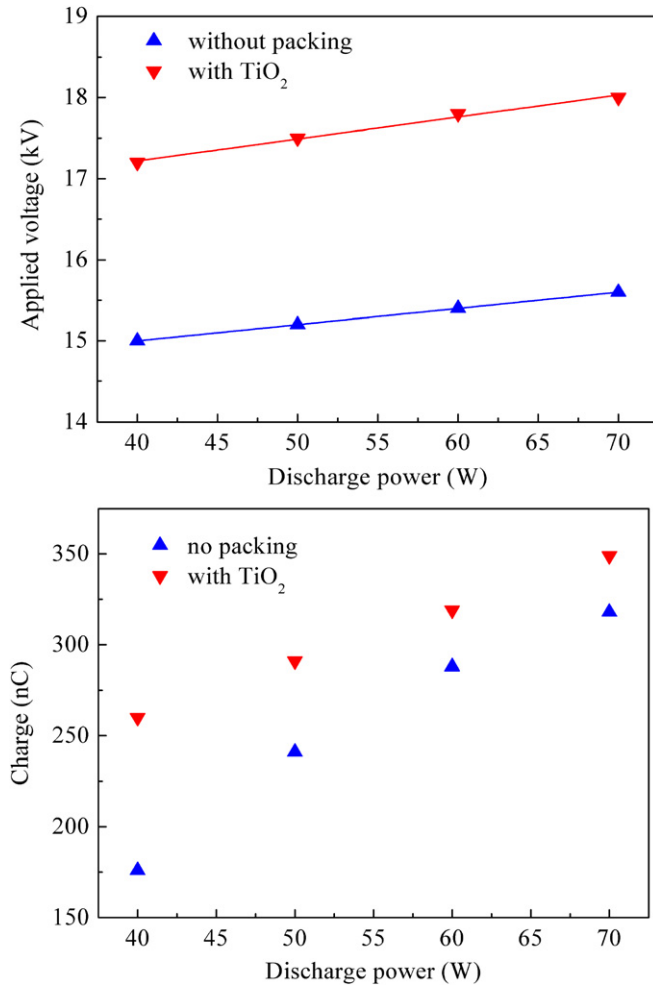 19
18
17
16
15
14
Applied voltage (kV)
without packing
with TiO₂
40 45 50 55 60 65 70
Discharge power (W)
350
300
250
200
150
Charge (nC)
no packing
with TiO₂
40 45 50 55 60 65 70
Discharge power (W)